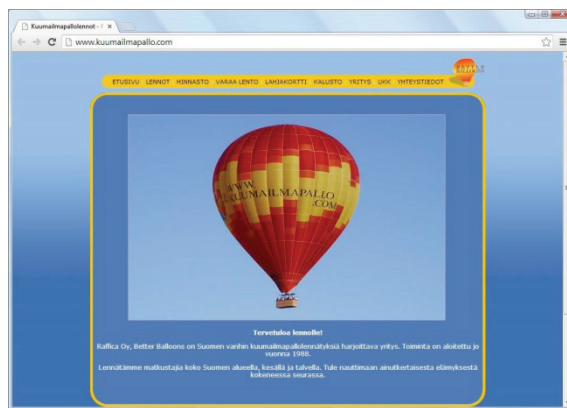 Kuumailmapallolennot - F
www.kuumailmapallo.com
ETUSIVU LENNOT HINNASTO VARAA LENTO LAHJAKORTTI KALUSTO YRITYS UKK YHTEYSTIEDOT
WWW.
KUUMAILMAPALLO
.COM
Tervetuloa lennolle!
Raffica Oy, Better Balloons on Suomen vanhin kuumailmapallolennätyksiä harjoittava yritys. Toiminta on aloitettu jo
vuonna 1988.
Lennätämme matkustajia koko Suomen alueella, kesällä ja talvella. Tule nauttimaan ainutkertaisesta elämyksestä
kokeneessa seurassa.